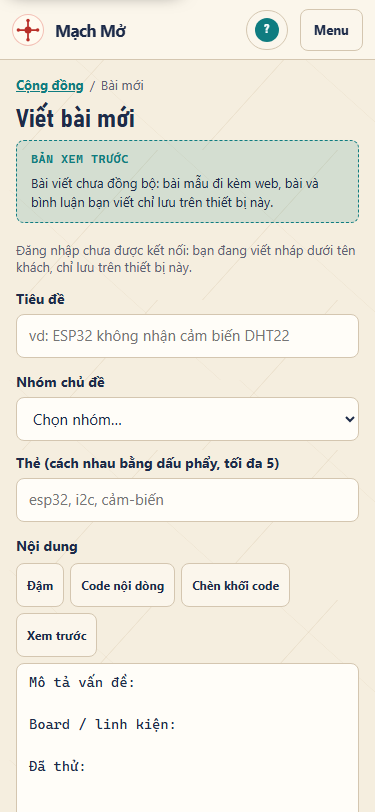 Mạch Mở
?
Menu
Cộng đồng / Bài mới
Viết bài mới
BẢN XEM TRƯỚC
Bài viết chưa đồng bộ: bài mẫu đi kèm web, bài và
bình luận bạn viết chỉ lưu trên thiết bị này.
Đăng nhập chưa được kết nối: bạn đang viết nháp dưới tên
khách, chỉ lưu trên thiết bị này.
Tiêu đề
vd: ESP32 không nhận cảm biến DHT22
Nhóm chủ đề
Chọn nhóm...
Thẻ (cách nhau bằng dấu phẩy, tối đa 5)
esp32, i2c, cảm-biến
Nội dung
Đậm
Code nội dòng
Chèn khối code
Xem trước
Mô tả vấn đề:
Board / linh kiện:
Đã thử: